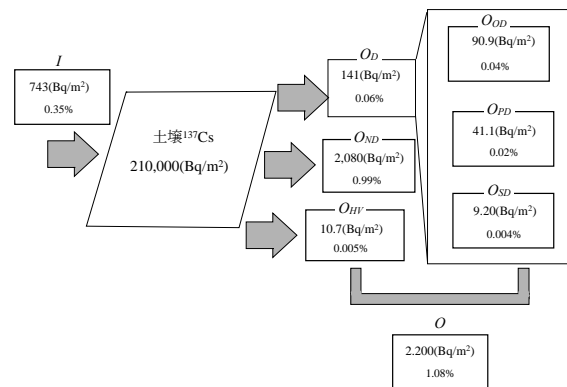 I
743(Bq/m²)
0.35%
土壌¹³⁷Cs
210,000(Bq/m²)
O_D
141(Bq/m²)
0.06%
O_ND
2,080(Bq/m²)
0.99%
O_HV
10.7(Bq/m²)
0.005%
O_OD
90.9(Bq/m²)
0.04%
O_PD
41.1(Bq/m²)
0.02%
O_SD
9.20(Bq/m²)
0.004%
O
2.200(Bq/m²)
1.08%